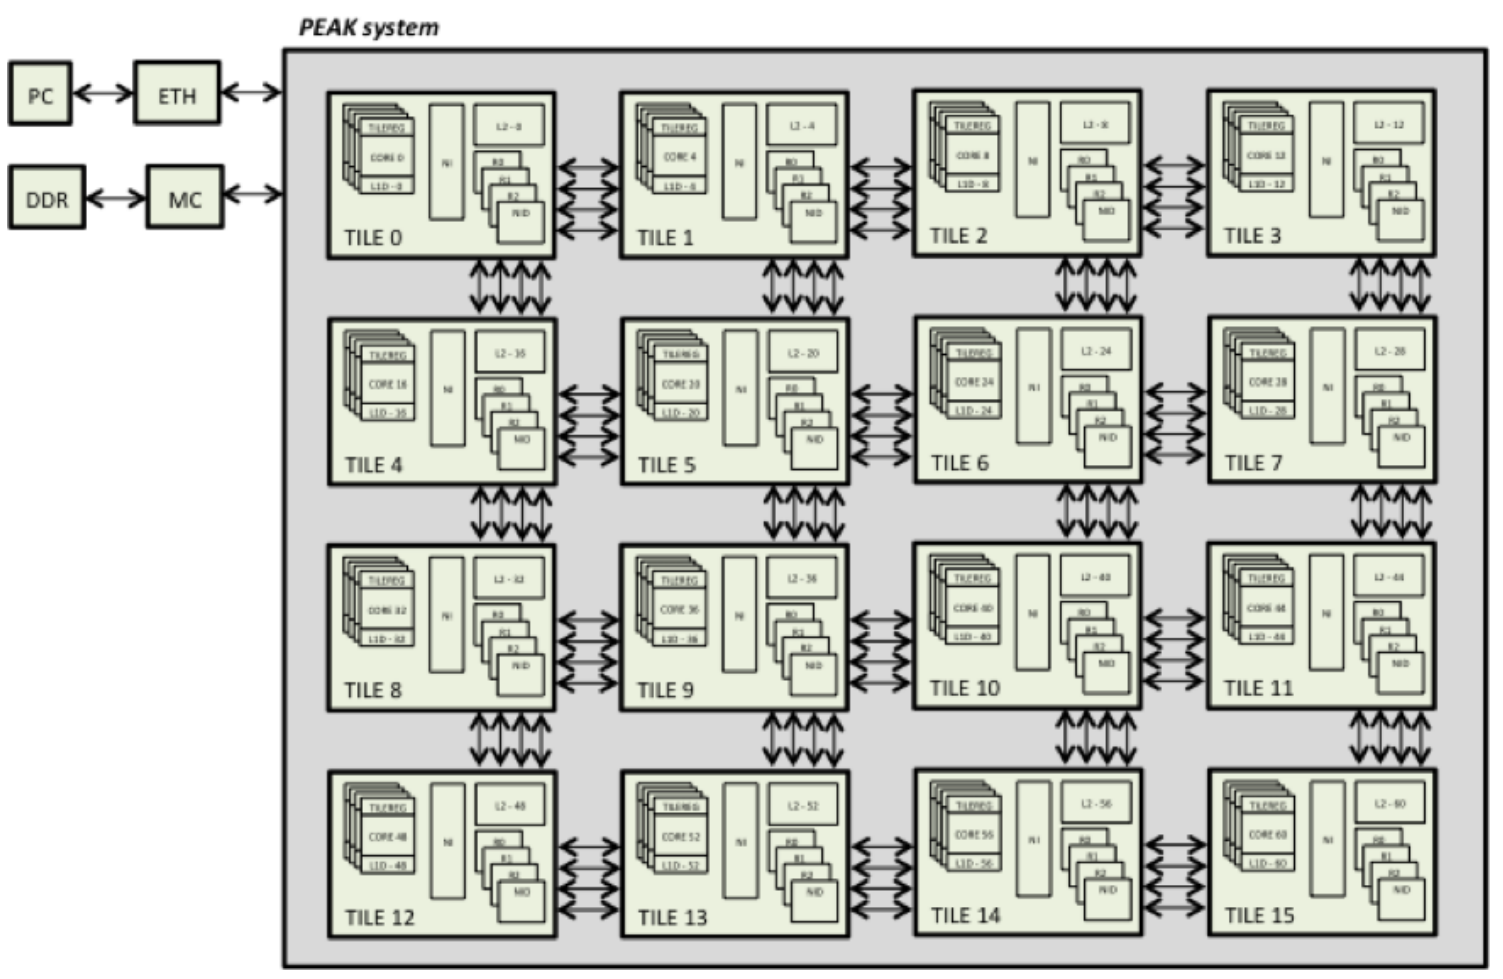 PEAK system
PC
ETH
DDR
MC
TILEREG
CORE 0
L1D - 0
NI
L2 - 0
R0
R1
R2
NID
TILE 0
TILEREG
CORE 4
NI
L2 - 4
R0
R1
R2
NID
TILE 1
TILEREG
CORE 8
L1D - 8
NI
L2 - 8
R0
R1
R2
NID
TILE 2
TILEREG
CORE 12
L1D - 12
NI
L2 - 12
R0
R1
R2
NID
TILE 3
TILEREG
CORE 16
L1D - 16
NI
L2 - 16
R0
R1
R2
NID
TILE 4
TILEREG
CORE 20
L1D - 20
NI
L2 - 20
R0
R1
R2
NID
TILE 5
TILEREG
CORE 24
L1D - 24
NI
L2 - 24
R0
R1
R2
NID
TILE 6
TILEREG
CORE 28
L1D - 28
NI
L2 - 28
R0
R1
R2
NID
TILE 7
TILEREG
CORE 32
L1D - 32
NI
L2 - 32
R0
R1
R2
NID
TILE 8
TILEREG
CORE 36
L1D - 36
NI
L2 - 36
R0
R1
R2
NID
TILE 9
TILEREG
CORE 40
L1D - 40
NI
L2 - 40
R0
R1
R2
NID
TILE 10
TILEREG
CORE 44
L1D - 44
NI
L2 - 44
R0
R1
R2
NID
TILE 11
TILEREG
CORE 48
L1D - 48
NI
L2 - 48
R0
R1
R2
NID
TILE 12
TILEREG
CORE 52
L1D - 52
NI
L2 - 52
R0
R1
R2
NID
TILE 13
TILEREG
CORE 56
L1D - 56
NI
L2 - 56
R0
R1
R2
NID
TILE 14
TILEREG
CORE 60
L1D - 60
NI
L2 - 60
R0
R1
R2
NID
TILE 15